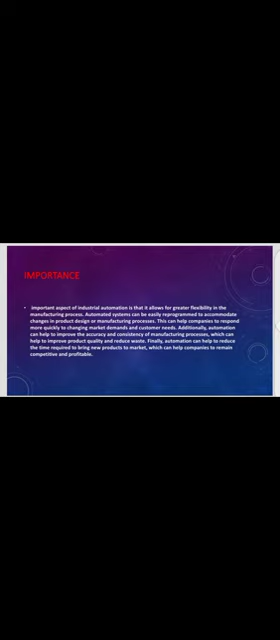 IMPORTANCE
• important aspect of industrial automation is that it allows for greater flexibility in the
manufacturing process. Automated systems can be easily reprogrammed to accommodate
changes in product design or manufacturing processes. This can help companies to respond
more quickly to changing market demands and customer needs. Additionally, automation
can help to improve the accuracy and consistency of manufacturing processes, which can
help to improve product quality and reduce waste. Finally, automation can help to reduce
the time required to bring new products to market, which can help companies to remain
competitive and profitable.